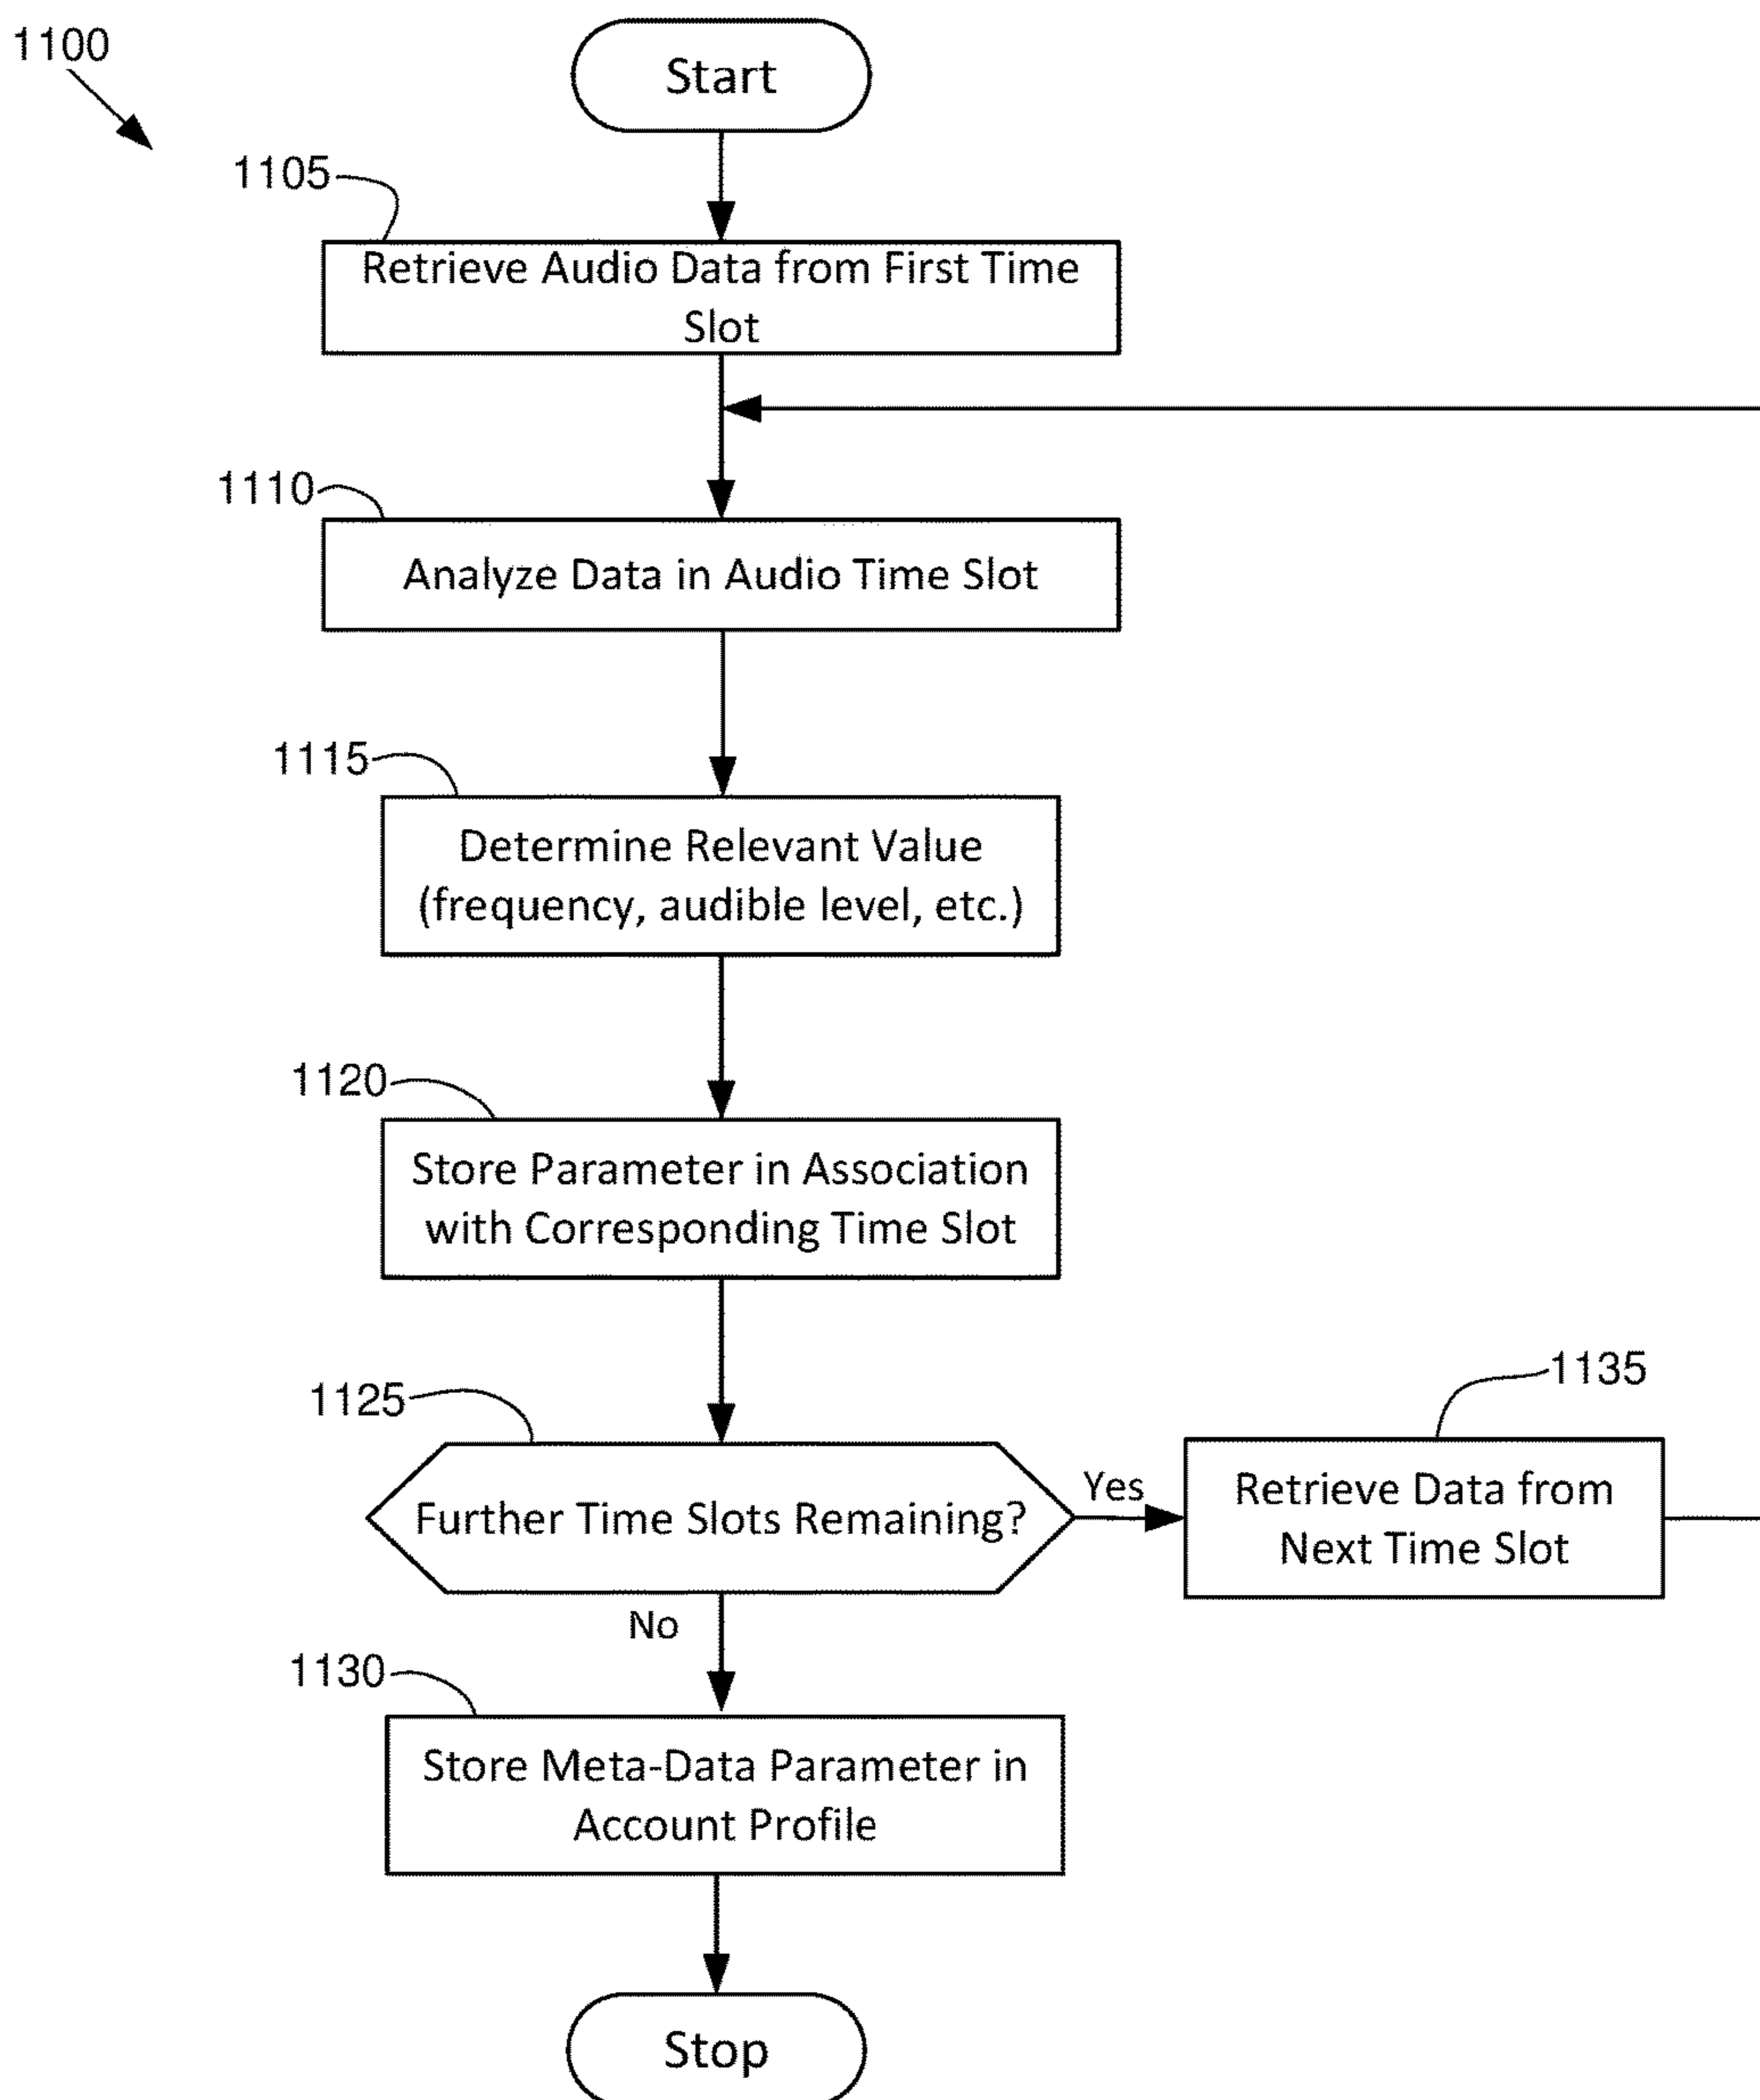 1100
Start
1105
Retrieve Audio Data from First Time
Slot
1110
Analyze Data in Audio Time Slot
1115
Determine Relevant Value
(frequency, audible level, etc.)
1120
Store Parameter in Association
with Corresponding Time Slot
1125
Further Time Slots Remaining?
Yes
1135
Retrieve Data from
Next Time Slot
No
1130
Store Meta-Data Parameter in
Account Profile
Stop